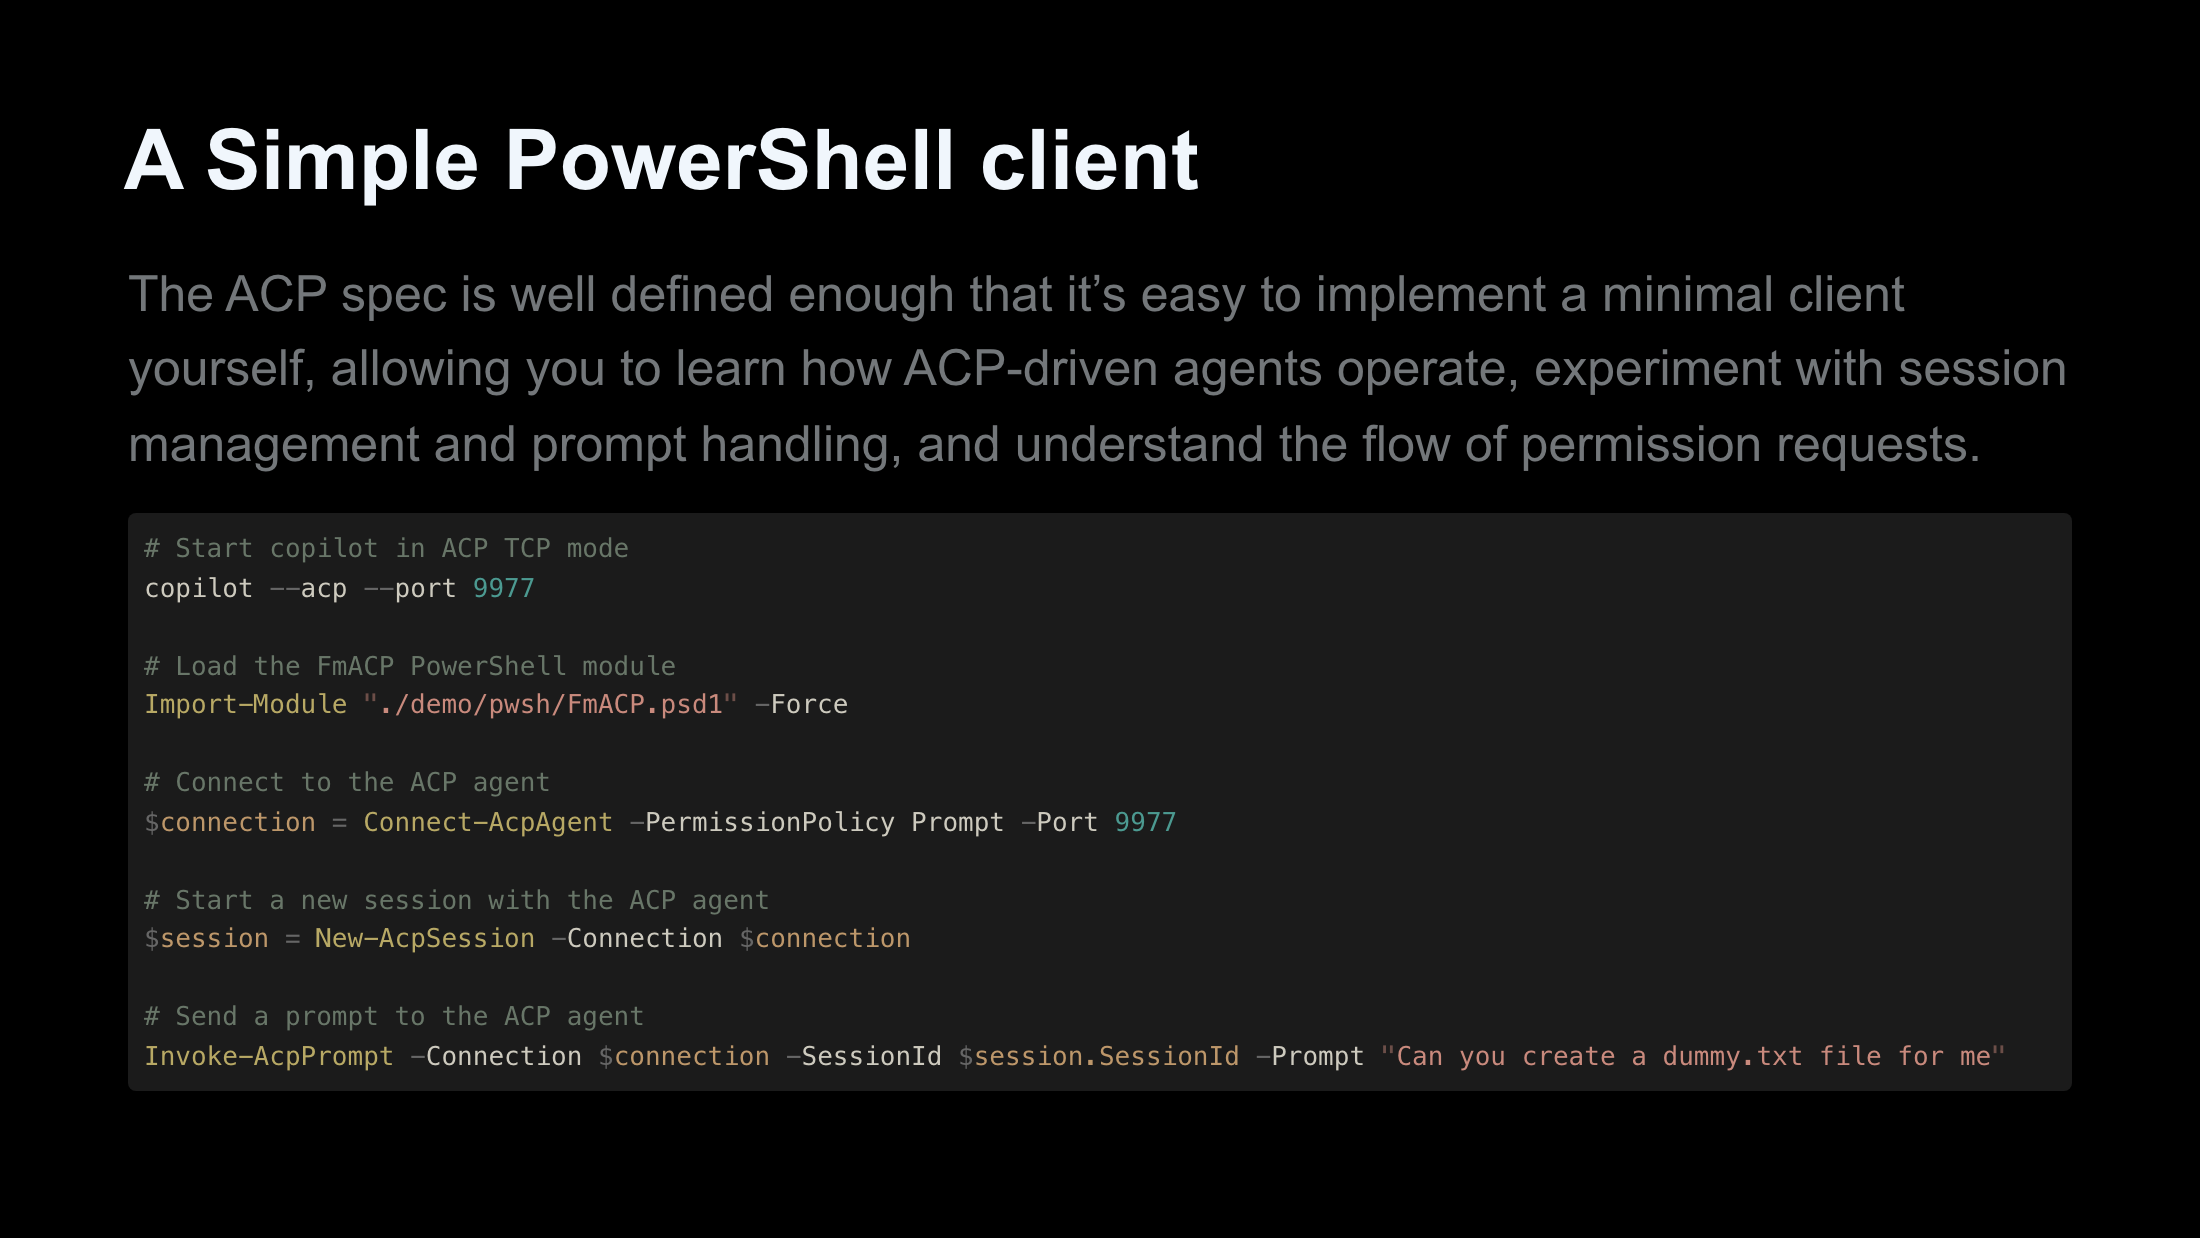 A Simple PowerShell client
The ACP spec is well defined enough that it’s easy to implement a minimal client
yourself, allowing you to learn how ACP-driven agents operate, experiment with session
management and prompt handling, and understand the flow of permission requests.
# Start copilot in ACP TCP mode
copilot --acp --port 9977
# Load the FmACP PowerShell module
Import-Module "./demo/pwsh/FmACP.psd1" -Force
# Connect to the ACP agent
$connection = Connect-AcpAgent -PermissionPolicy Prompt -Port 9977
# Start a new session with the ACP agent
$session = New-AcpSession -Connection $connection
# Send a prompt to the ACP agent
Invoke-AcpPrompt -Connection $connection -SessionId $session.SessionId -Prompt "Can you create a dummy.txt file for me"